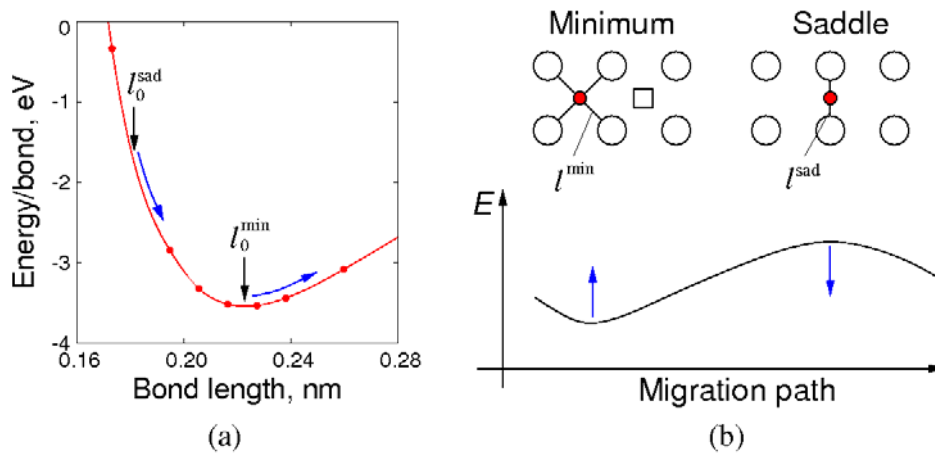 0
-1
-2
-3
-4
Energy/bond, eV
l₀ˢᵃᵈ
l₀ᵐⁱⁿ
0.16 0.20 0.24 0.28
Bond length, nm
(a)
Minimum Saddle
lᵐⁱⁿ lˢᵃᵈ
E
Migration path
(b)